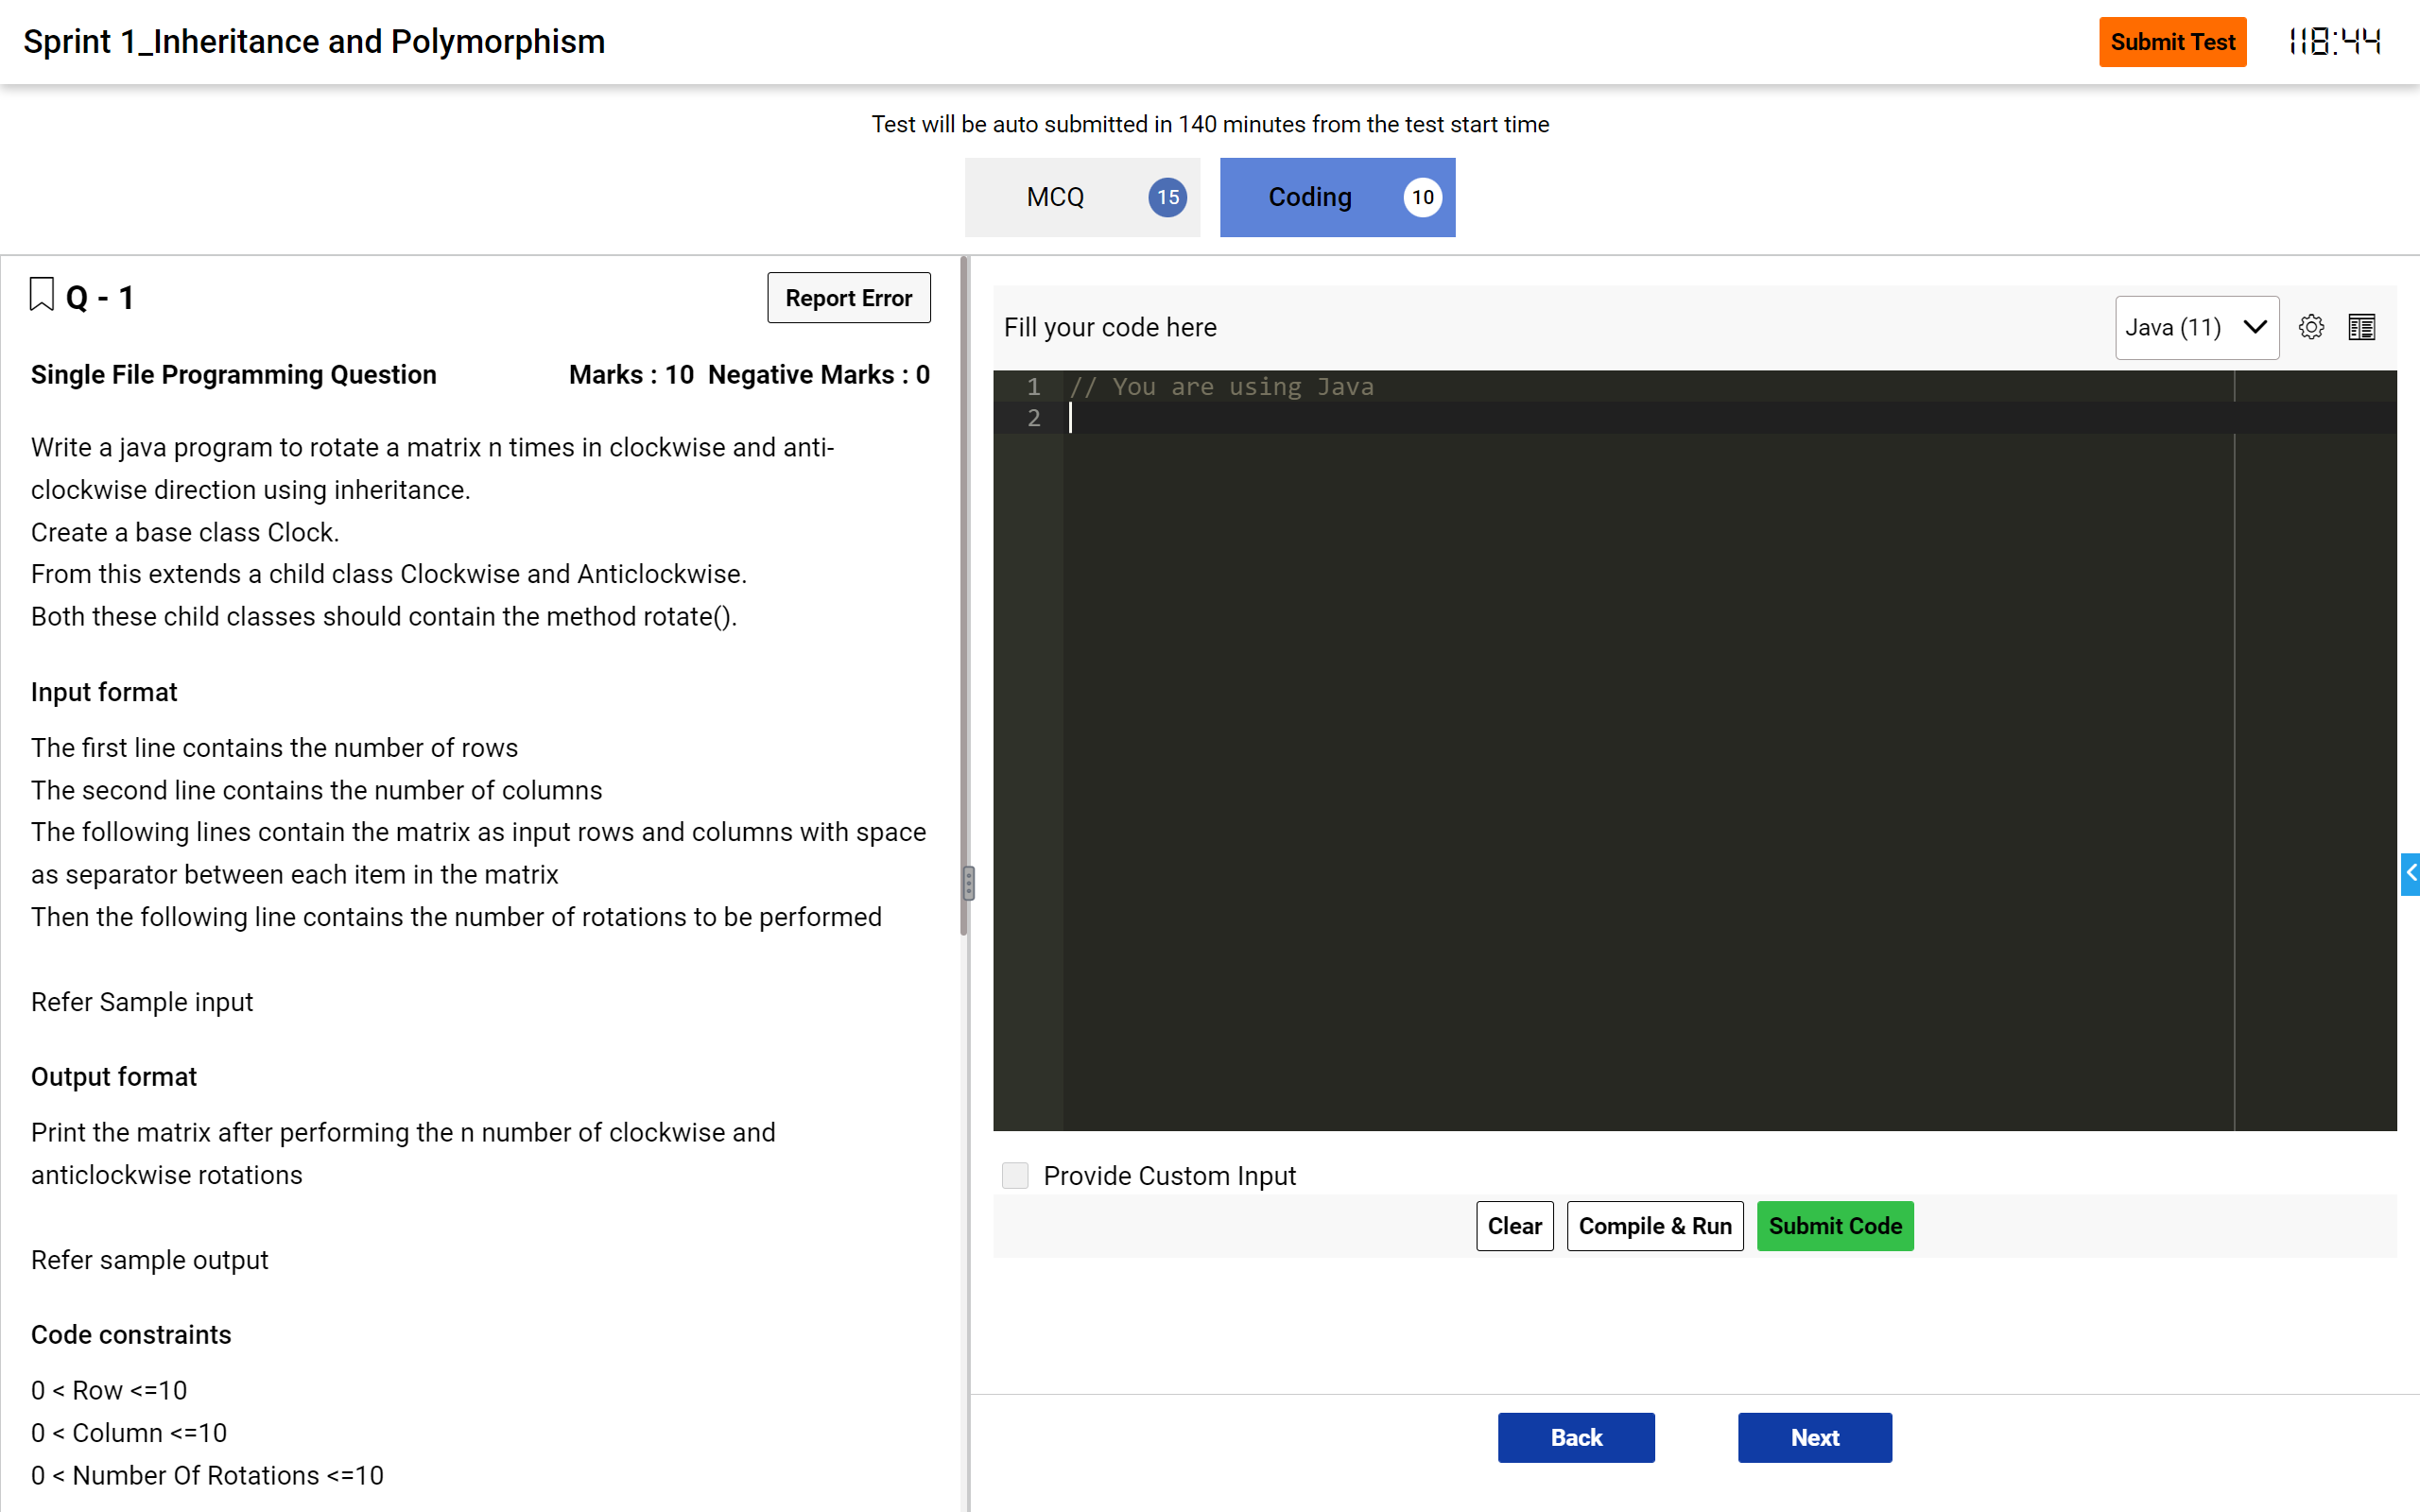 Sprint 1_Inheritance and Polymorphism
Submit Test
118:44
Test will be auto submitted in 140 minutes from the test start time
MCQ 15
Coding 10
Q - 1
Report Error
Single File Programming Question
Marks : 10 Negative Marks : 0
Write a java program to rotate a matrix n times in clockwise and anti-
clockwise direction using inheritance.
Create a base class Clock.
From this extends a child class Clockwise and Anticlockwise.
Both these child classes should contain the method rotate().
Input format
The first line contains the number of rows
The second line contains the number of columns
The following lines contain the matrix as input rows and columns with space
as separator between each item in the matrix
Then the following line contains the number of rotations to be performed
Refer Sample input
Output format
Print the matrix after performing the n number of clockwise and
anticlockwise rotations
Refer sample output
Code constraints
0 < Row <=10
0 < Column <=10
0 < Number Of Rotations <=10
Fill your code here
Java (11)
1 // You are using Java
2
Provide Custom Input
Clear
Compile & Run
Submit Code
Back
Next